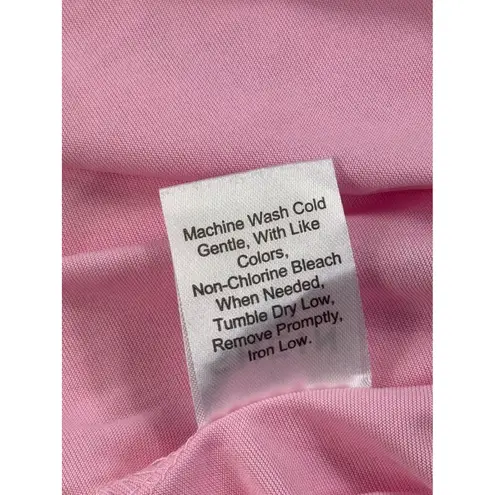 Machine Wash Cold
Gentle, With Like
Colors,
Non-Chlorine Bleach
When Needed,
Tumble Dry Low,
Remove Promptly,
Iron Low.